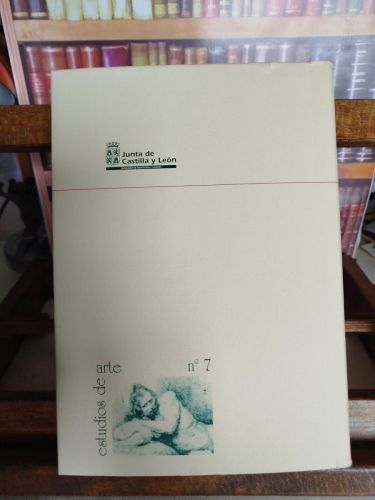 Junta de
Castilla y León
estudios de arte
nº 7